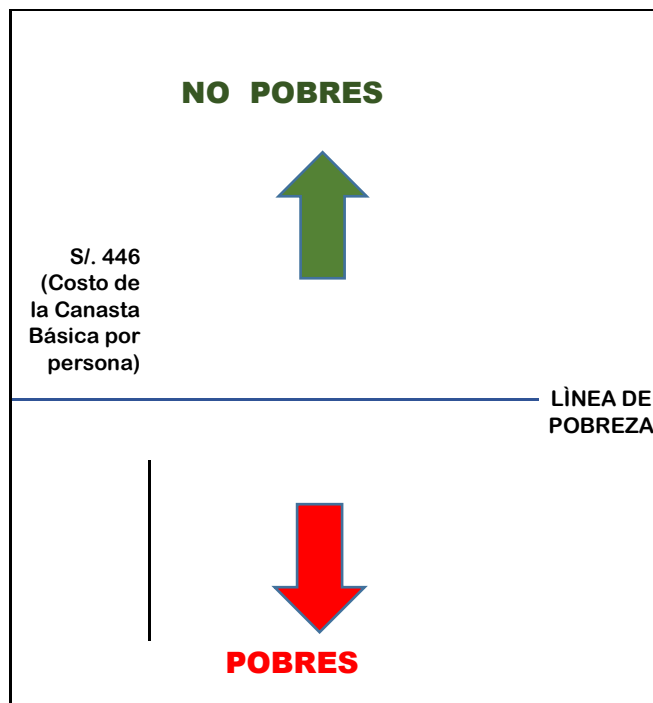 NO POBRES
S/. 446
(Costo de
la Canasta
Básica por
persona)
LÌNEA DE
POBREZA
POBRES